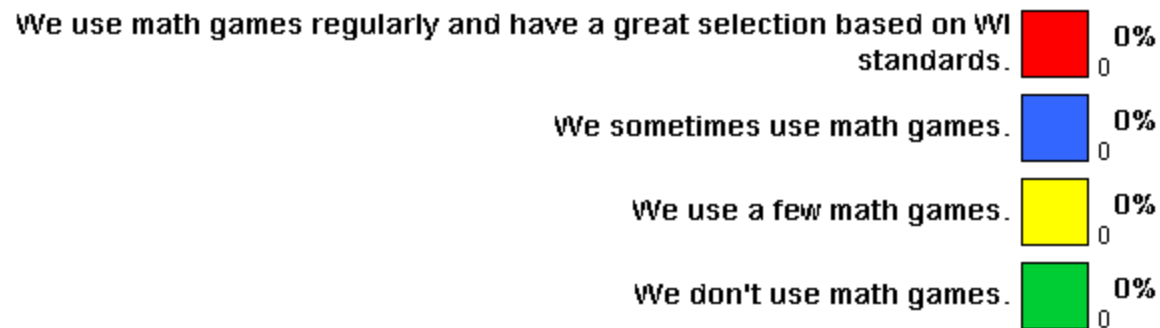 We use math games regularly and have a great selection based on WI
standards.
0%
0
We sometimes use math games.
0%
0
We use a few math games.
0%
0
We don't use math games.
0%
0